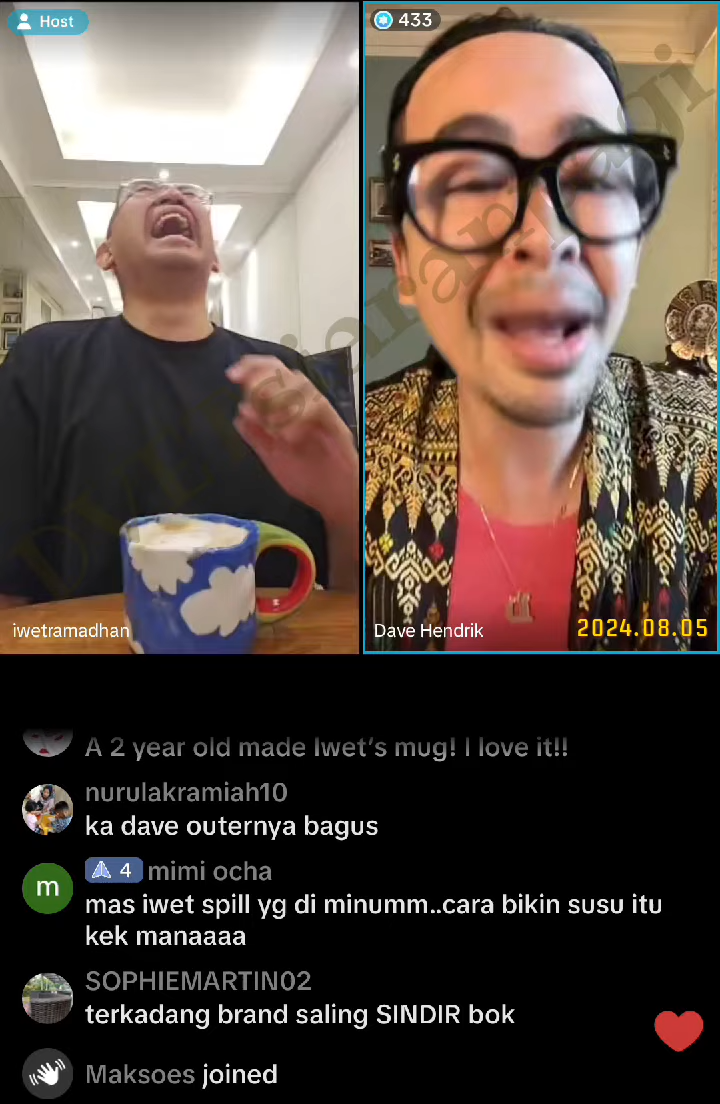 Host
433
DVETsiaranpagi
iwetramadhan
Dave Hendrik
2024.08.05
A 2 year old made Iwet's mug! I love it!!
nurulakramiah10
ka dave outernya bagus
m
4 mimi ocha
mas iwet spill yg di minumm..cara bikin susu itu
kek manaaaa
SOPHIEMARTIN02
terkadang brand saling SINDIR bok
Maksoes joined